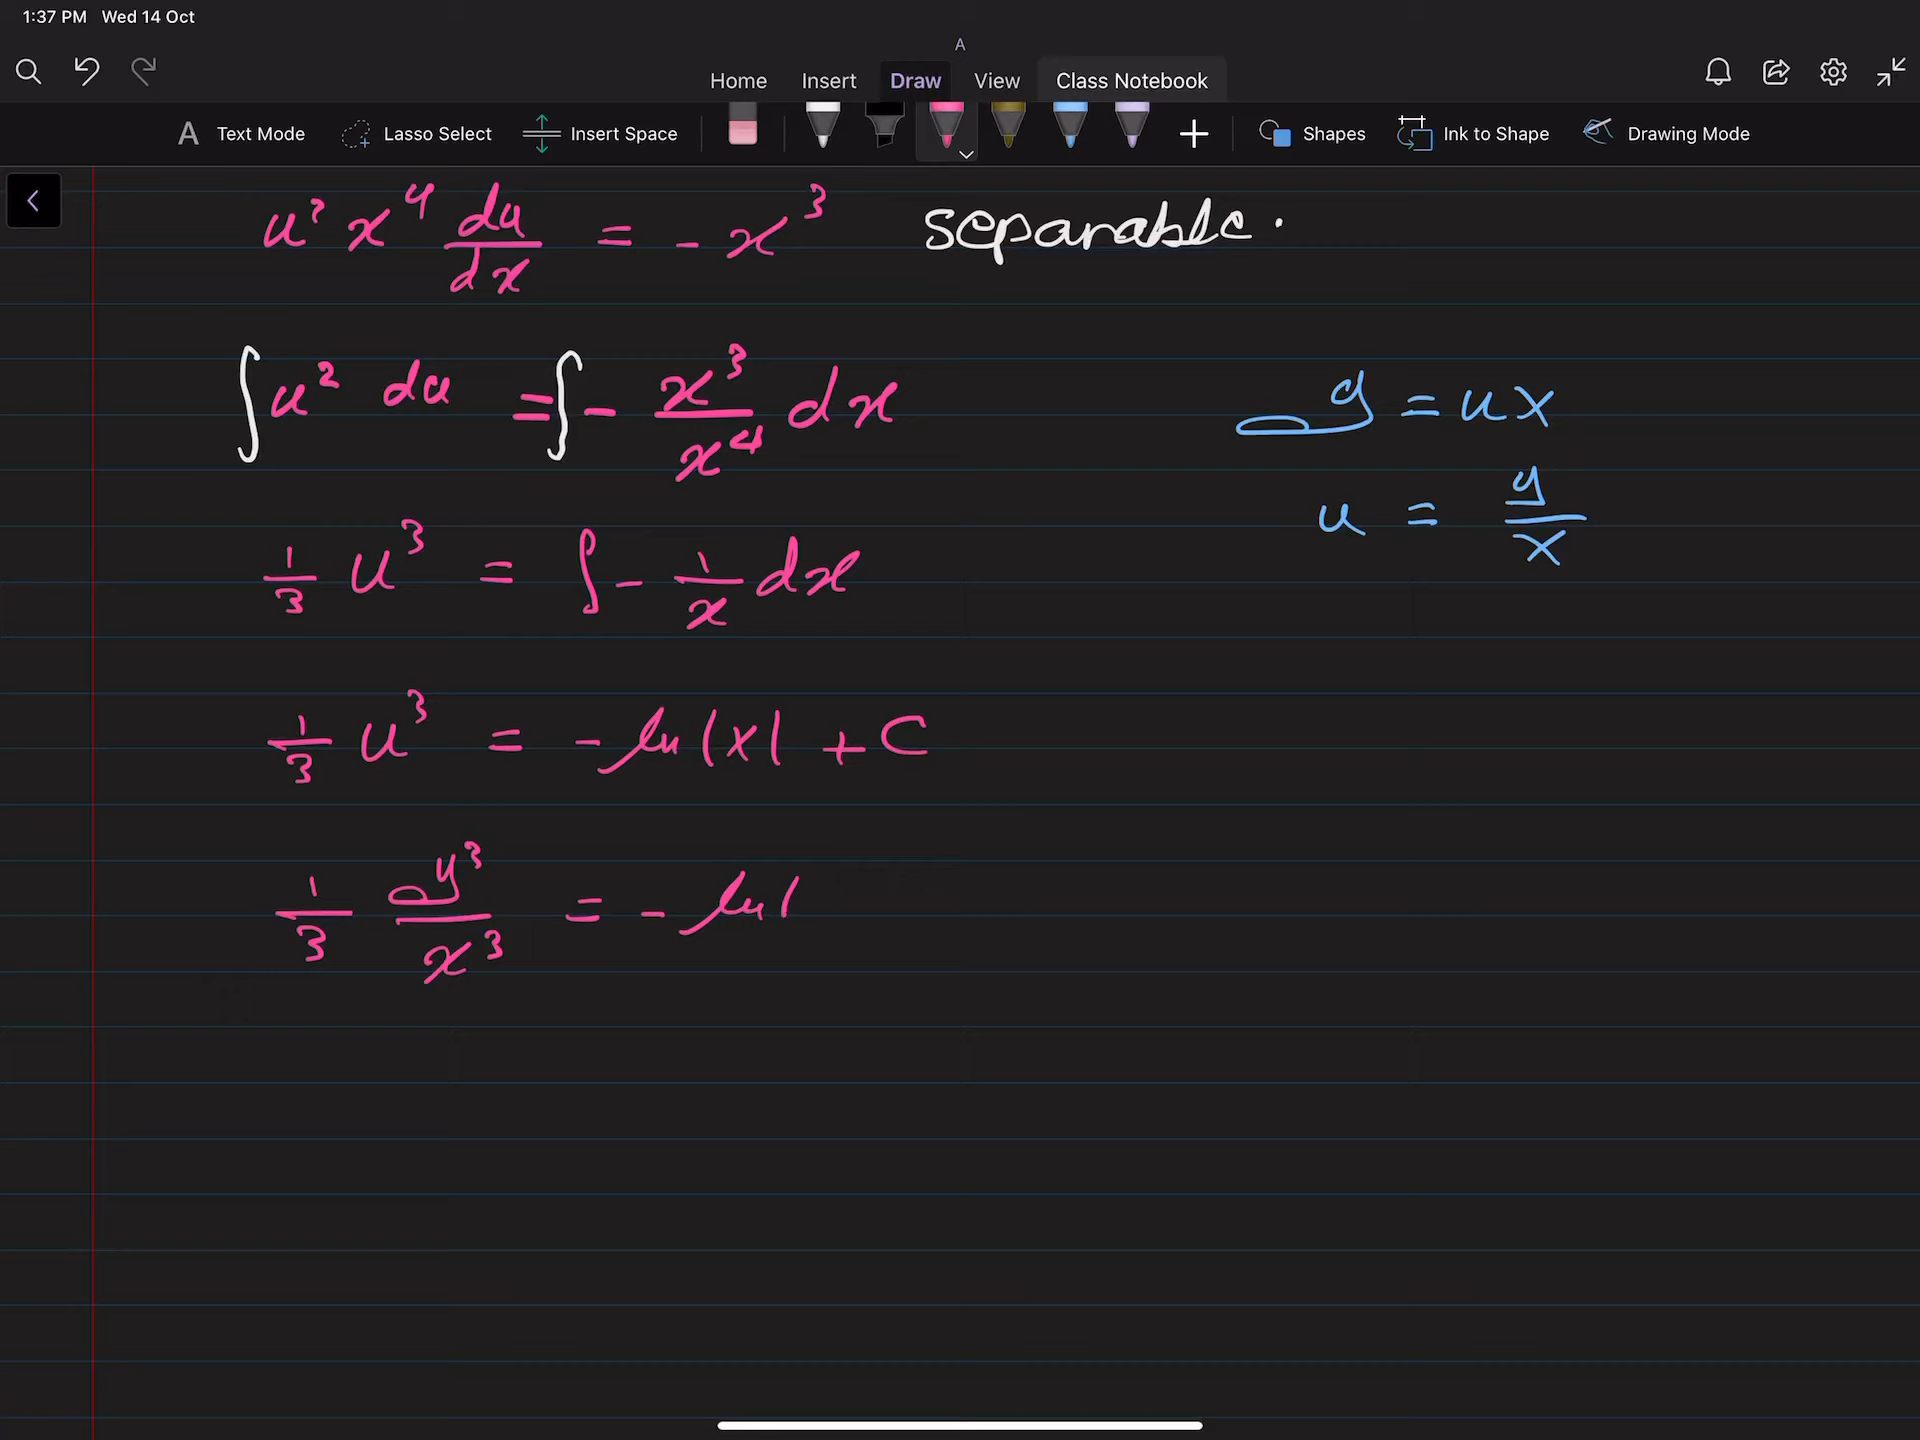 1:37 PM Wed 14 Oct
A
Home Insert Draw View Class Notebook
A Text Mode Lasso Select Insert Space Shapes Ink to Shape Drawing Mode
u² x⁴ du/dx = - x³ separable.
∫u² du = ∫ - x³/x⁴ dx
y = ux
u = y/x
1/3 u³ = ∫ - 1/x dx
1/3 u³ = - ln|x| + C
1/3 y³/x³ = - ln|